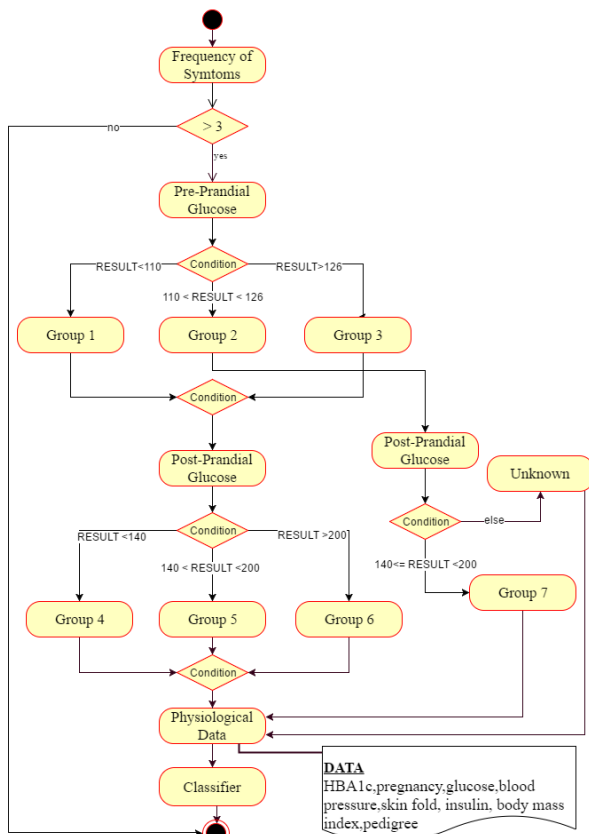 Frequency of
Symtoms
no
> 3
yes
Pre-Prandial
Glucose
RESULT<110
Condition
RESULT>126
110 < RESULT < 126
Group 1
Group 2
Group 3
Condition
Post-Prandial
Glucose
Post-Prandial
Glucose
Unknown
RESULT <140
Condition
RESULT >200
Condition
else
140 < RESULT <200
140<= RESULT <200
Group 7
Group 4
Group 5
Group 6
Condition
Physiological
Data
Classifier
DATA
HBA1c,pregnancy,glucose,blood
pressure,skin fold, insulin, body mass
index,pedigree